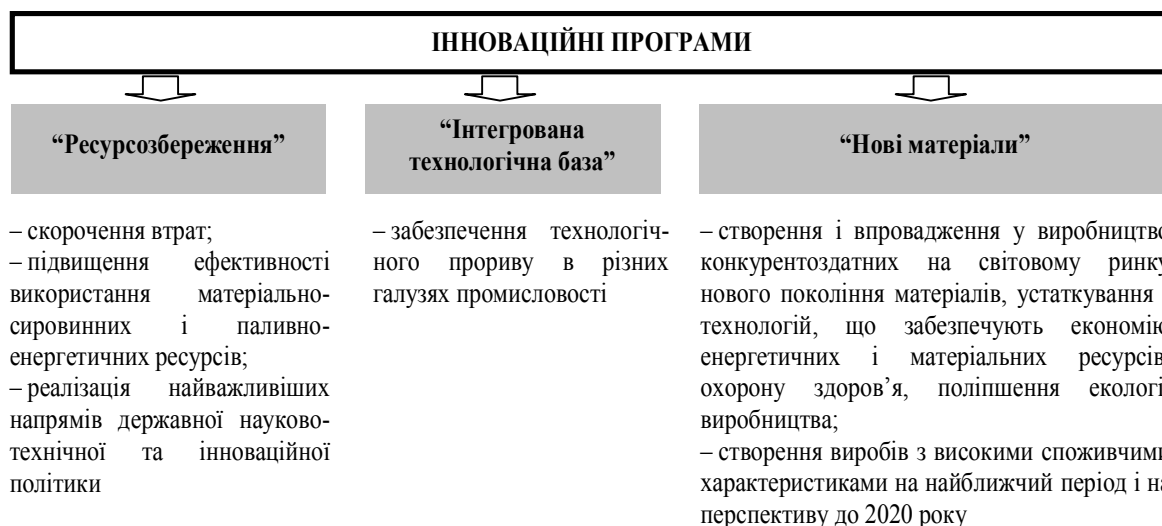 ІННОВАЦІЙНІ ПРОГРАМИ
“Ресурсозбереження”
– скорочення втрат;
– підвищення ефективності
використання матеріально-
сировинних і паливно-
енергетичних ресурсів;
– реалізація найважливіших
напрямів державної науково-
технічної та інноваційної
політики
“Інтегрована
технологічна база”
– забезпечення технологіч-
ного прориву в різних
галузях промисловості
“Нові матеріали”
– створення і впровадження у виробництво
конкурентоздатних на світовому ринку
нового покоління матеріалів, устаткування
технологій, що забезпечують економію
енергетичних і матеріальних ресурсів
охорону здоров’я, поліпшення екологі
виробництва;
– створення виробів з високими споживчими
характеристиками на найближчий період і на
перспективу до 2020 року